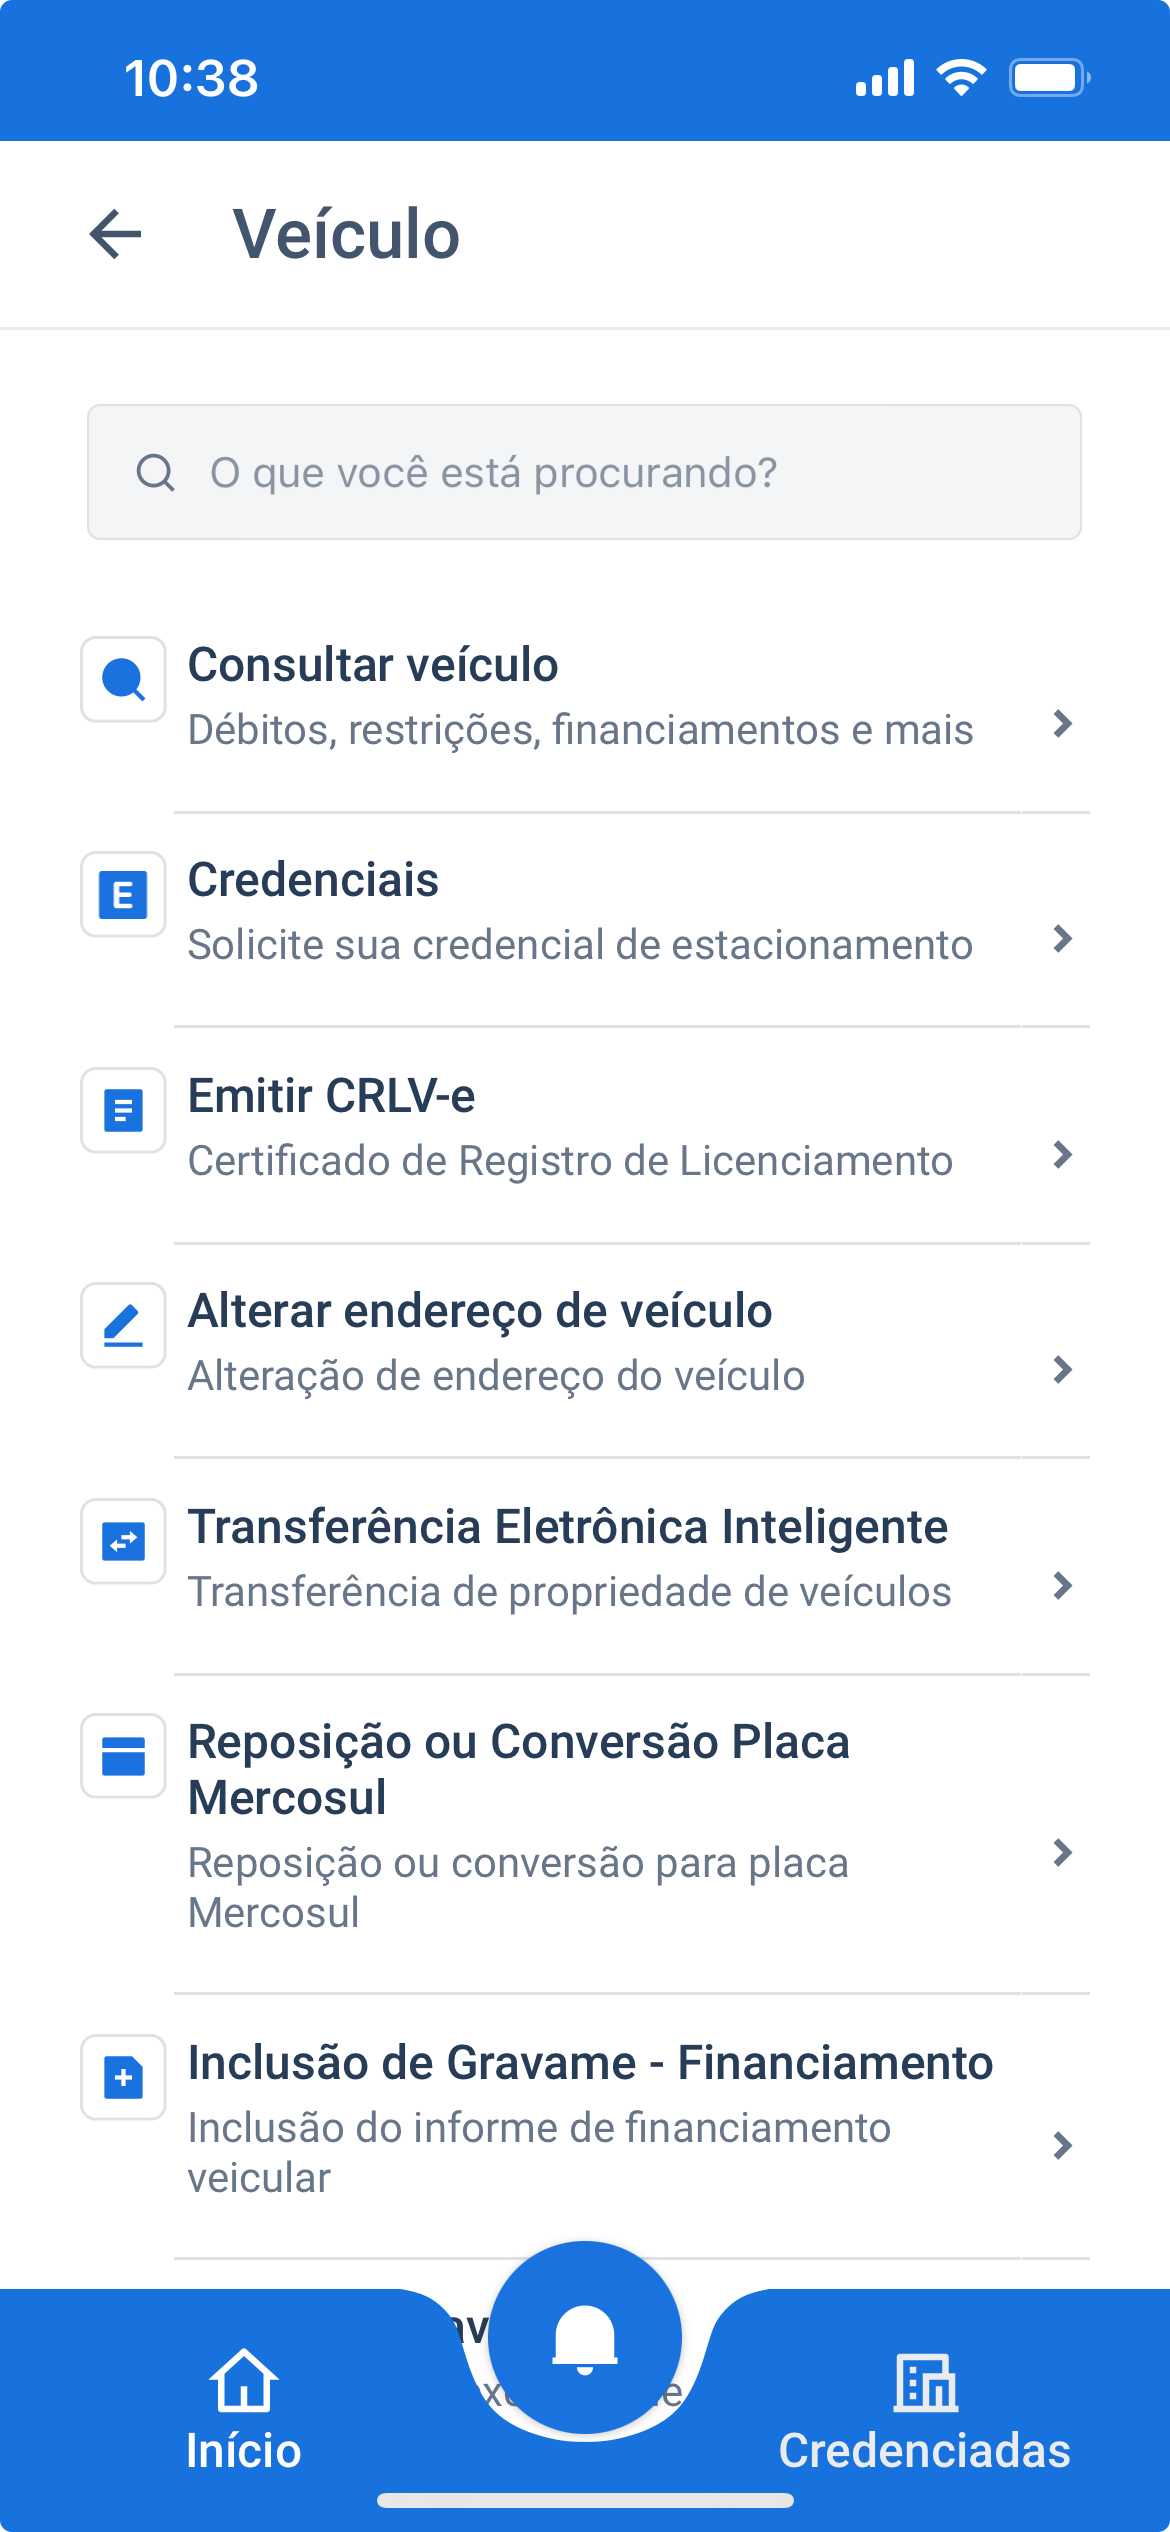 10:38
Veículo
O que você está procurando?
Consultar veículo
Débitos, restrições, financiamentos e mais
E
Credenciais
Solicite sua credencial de estacionamento
Emitir CRLV-e
Certificado de Registro de Licenciamento
Alterar endereço de veículo
Alteração de endereço do veículo
Transferência Eletrônica Inteligente
Transferência de propriedade de veículos
Reposição ou Conversão Placa
Mercosul
Reposição ou conversão para placa
Mercosul
Inclusão de Gravame - Financiamento
Inclusão do informe de financiamento
veicular
Início
Credenciadas